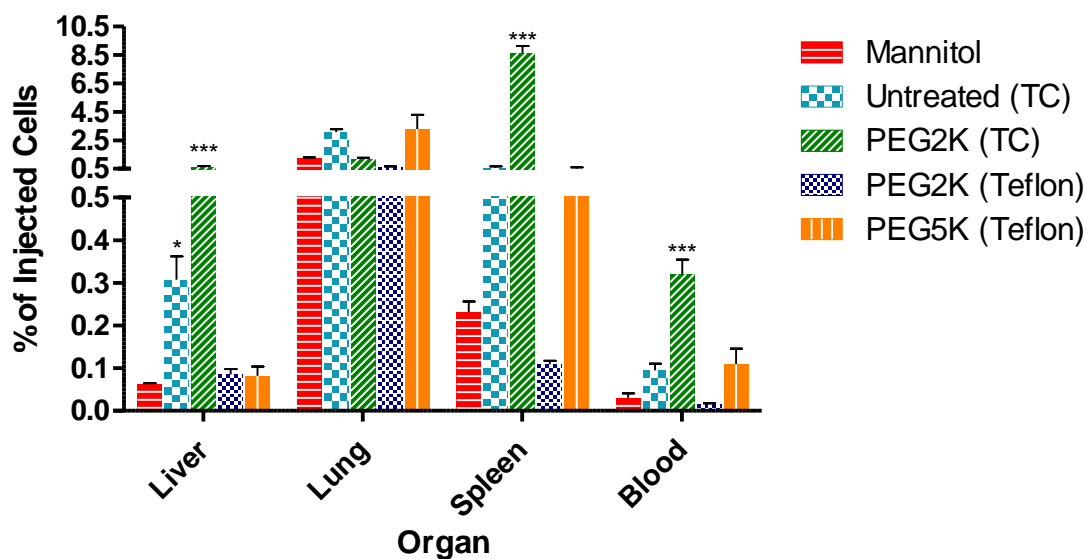 % of Injected Cells
10.5
8.5
4.5
2.5
0.5
0.5
0.4
0.3
0.2
0.1
0.0
***
*
***
***
Liver
Lung
Spleen
Blood
Organ
Mannitol
Untreated (TC)
PEG2K (TC)
PEG2K (Teflon)
PEG5K (Teflon)